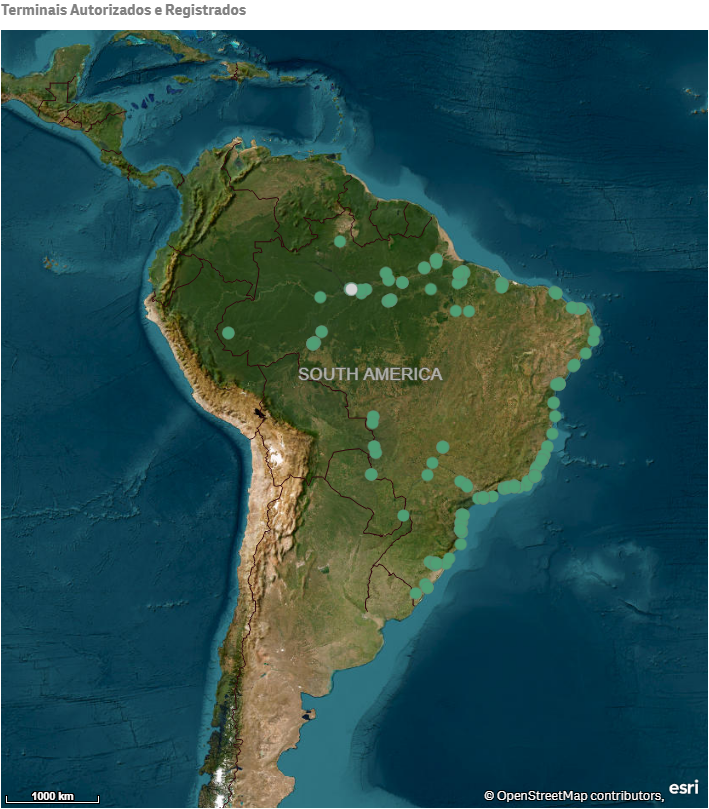 Terminais Autorizados e Registrados
SOUTH AMERICA
1000 km
© OpenStreetMap contributors,
esri